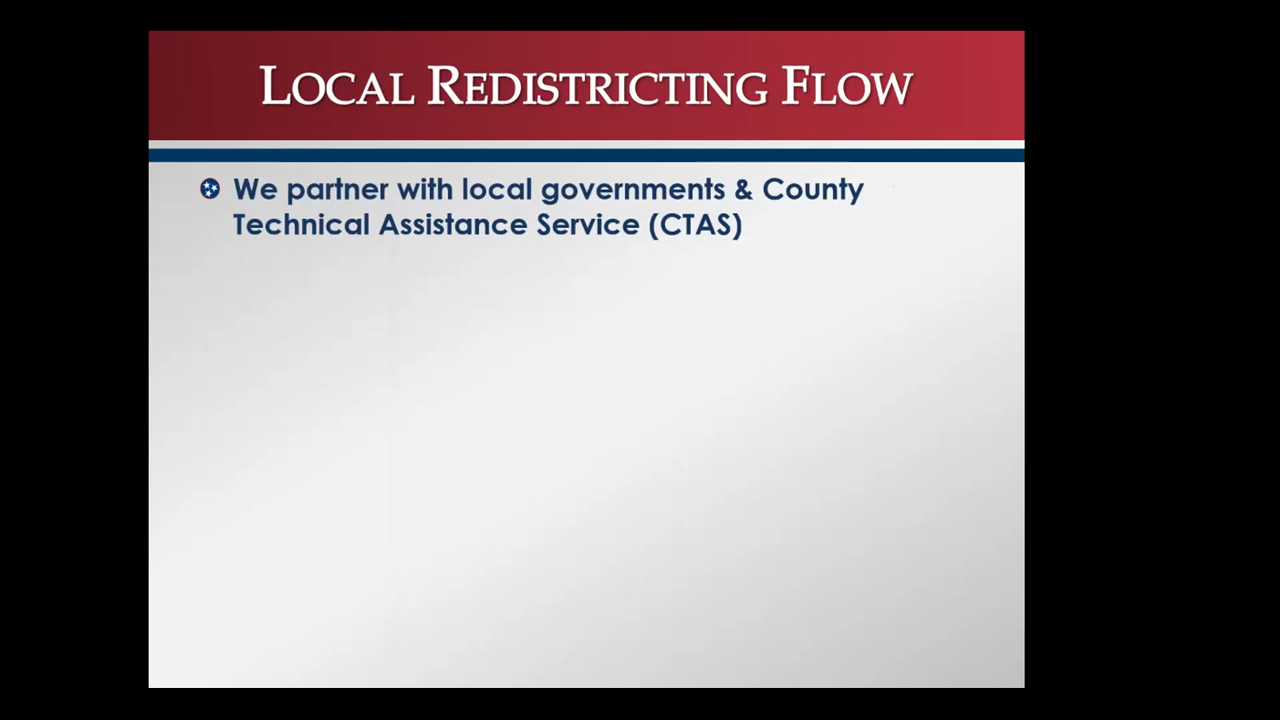 LOCAL REDISTRICTING FLOW
We partner with local governments & County
Technical Assistance Service (CTAS)